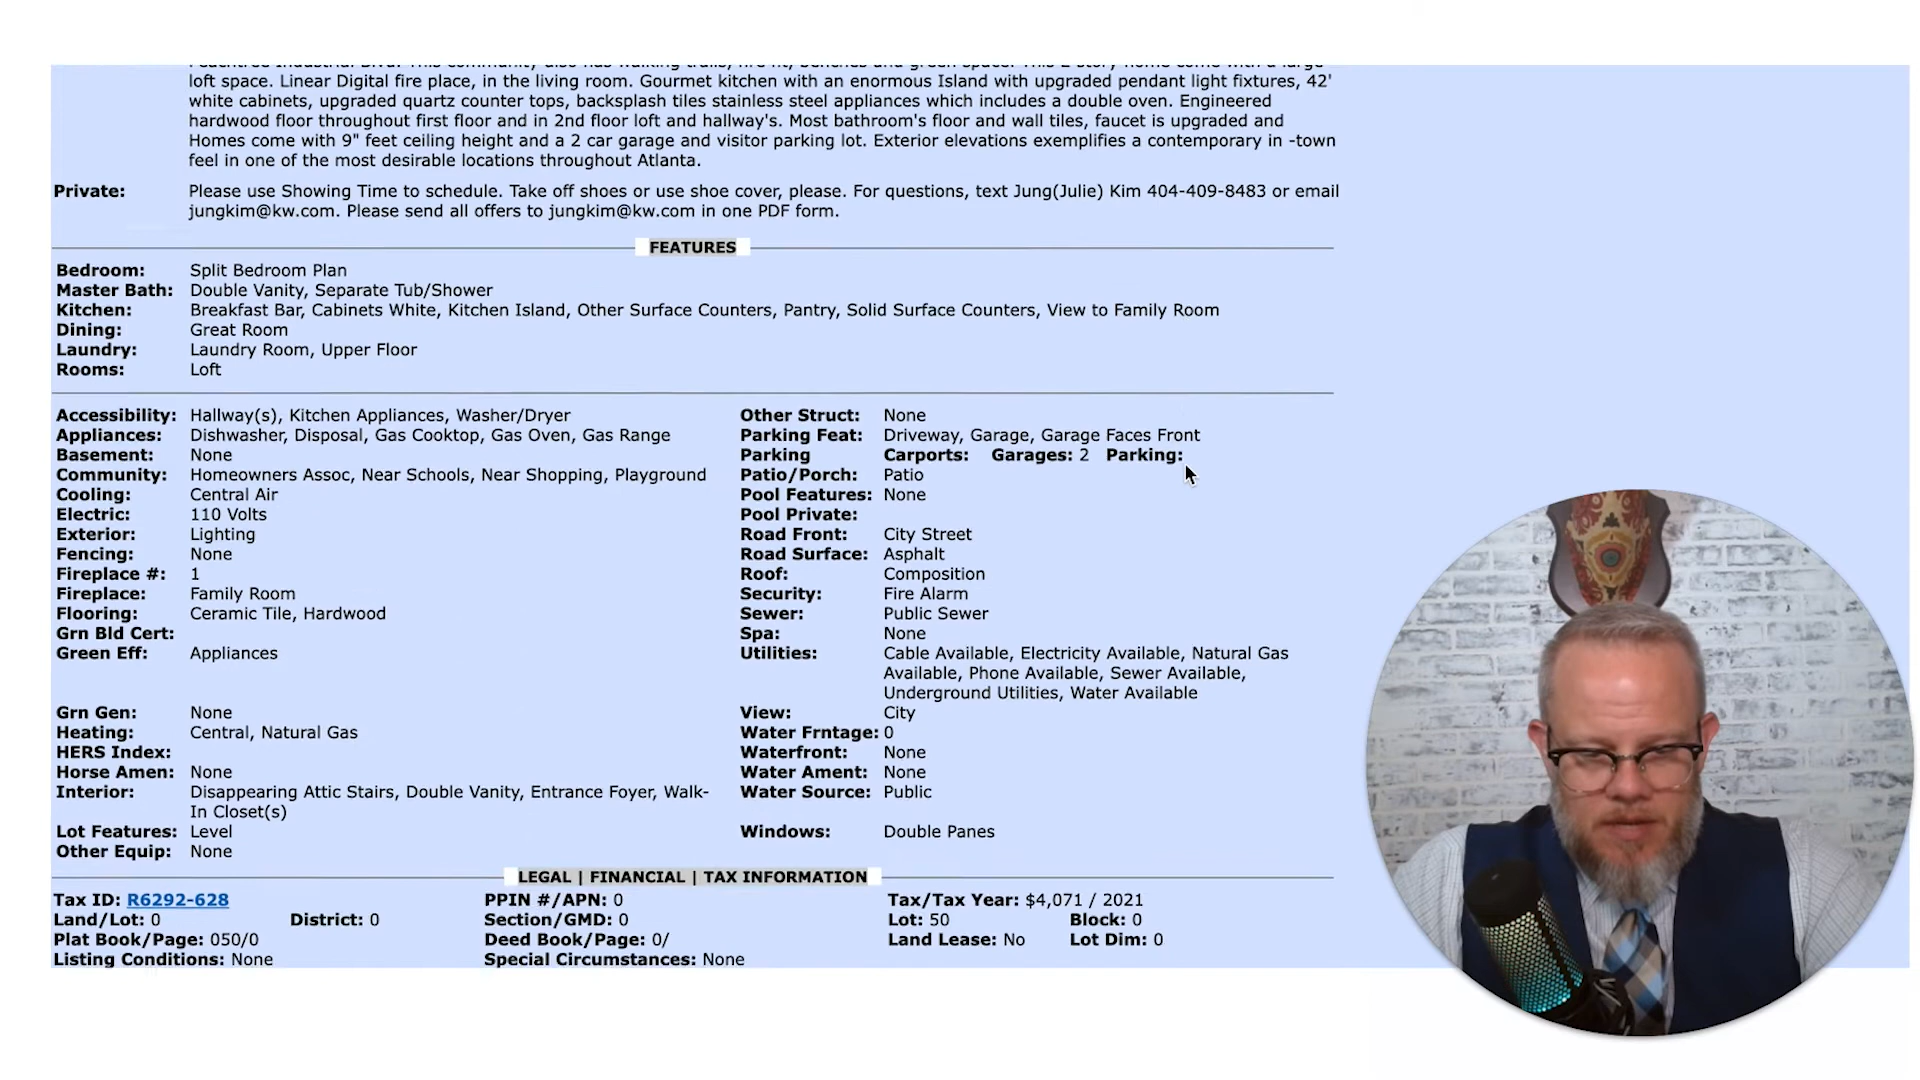 loft space. Linear Digital fire place, in the living room. Gourmet kitchen with an enormous Island with upgraded pendant light fixtures, 42'
white cabinets, upgraded quartz counter tops, backsplash tiles stainless steel appliances which includes a double oven. Engineered
hardwood floor throughout first floor and in 2nd floor loft and hallway's. Most bathroom's floor and wall tiles, faucet is upgraded and
Homes come with 9" feet ceiling height and a 2 car garage and visitor parking lot. Exterior elevations exemplifies a contemporary in -town
feel in one of the most desirable locations throughout Atlanta.
Private: Please use Showing Time to schedule. Take off shoes or use shoe cover, please. For questions, text Jung(Julie) Kim 404-409-8483 or email
jungkim@kw.com. Please send all offers to jungkim@kw.com in one PDF form.
FEATURES
Bedroom: Split Bedroom Plan
Master Bath: Double Vanity, Separate Tub/Shower
Kitchen: Breakfast Bar, Cabinets White, Kitchen Island, Other Surface Counters, Pantry, Solid Surface Counters, View to Family Room
Dining: Great Room
Laundry: Laundry Room, Upper Floor
Rooms: Loft
Accessibility: Hallway(s), Kitchen Appliances, Washer/Dryer
Appliances: Dishwasher, Disposal, Gas Cooktop, Gas Oven, Gas Range
Basement: None
Community: Homeowners Assoc, Near Schools, Near Shopping, Playground
Cooling: Central Air
Electric: 110 Volts
Exterior: Lighting
Fencing: None
Fireplace #: 1
Fireplace: Family Room
Flooring: Ceramic Tile, Hardwood
Grn Bld Cert:
Green Eff: Appliances
Grn Gen: None
Heating: Central, Natural Gas
HERS Index:
Horse Amen: None
Interior: Disappearing Attic Stairs, Double Vanity, Entrance Foyer, Walk-
In Closet(s)
Lot Features: Level
Other Equip: None
Other Struct: None
Parking Feat: Driveway, Garage, Garage Faces Front
Parking Carports: Garages: 2 Parking:
Patio/Porch: Patio
Pool Features: None
Pool Private:
Road Front: City Street
Road Surface: Asphalt
Roof: Composition
Security: Fire Alarm
Sewer: Public Sewer
Spa: None
Utilities: Cable Available, Electricity Available, Natural Gas
Available, Phone Available, Sewer Available,
Underground Utilities, Water Available
View: City
Water Frntage: 0
Waterfront: None
Water Ament: None
Water Source: Public
Windows: Double Panes
LEGAL | FINANCIAL | TAX INFORMATION
Tax ID: R6292-628 PPIN #/APN: 0 Tax/Tax Year: $4,071 / 2021
Land/Lot: 0 District: 0 Section/GMD: 0 Lot: 50 Block: 0
Plat Book/Page: 050/0 Deed Book/Page: 0/ Land Lease: No Lot Dim: 0
Listing Conditions: None Special Circumstances: None